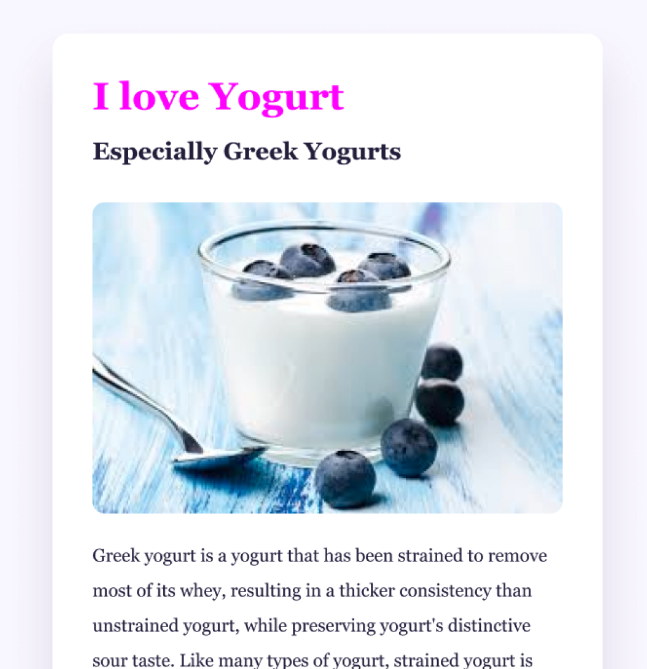 I love Yogurt
Especially Greek Yogurts
Greek yogurt is a yogurt that has been strained to remove
most of its whey, resulting in a thicker consistency than
unstrained yogurt, while preserving yogurt's distinctive
sour taste. Like many types of yogurt, strained yogurt is